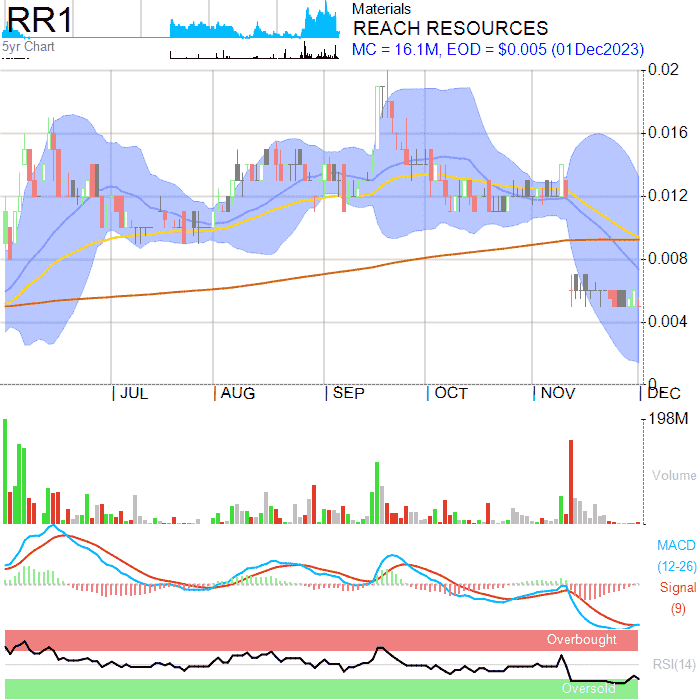 RR1
5yr Chart
Materials
REACH RESOURCES
MC = 16.1M, EOD = $0.005 (01Dec2023)
0.02
0.016
0.012
0.008
0.004
0
JUL
AUG
SEP
OCT
NOV
DEC
198M
Volume
MACD
(12-26)
Signal
(9)
Overbought
RSI(14)
Oversold